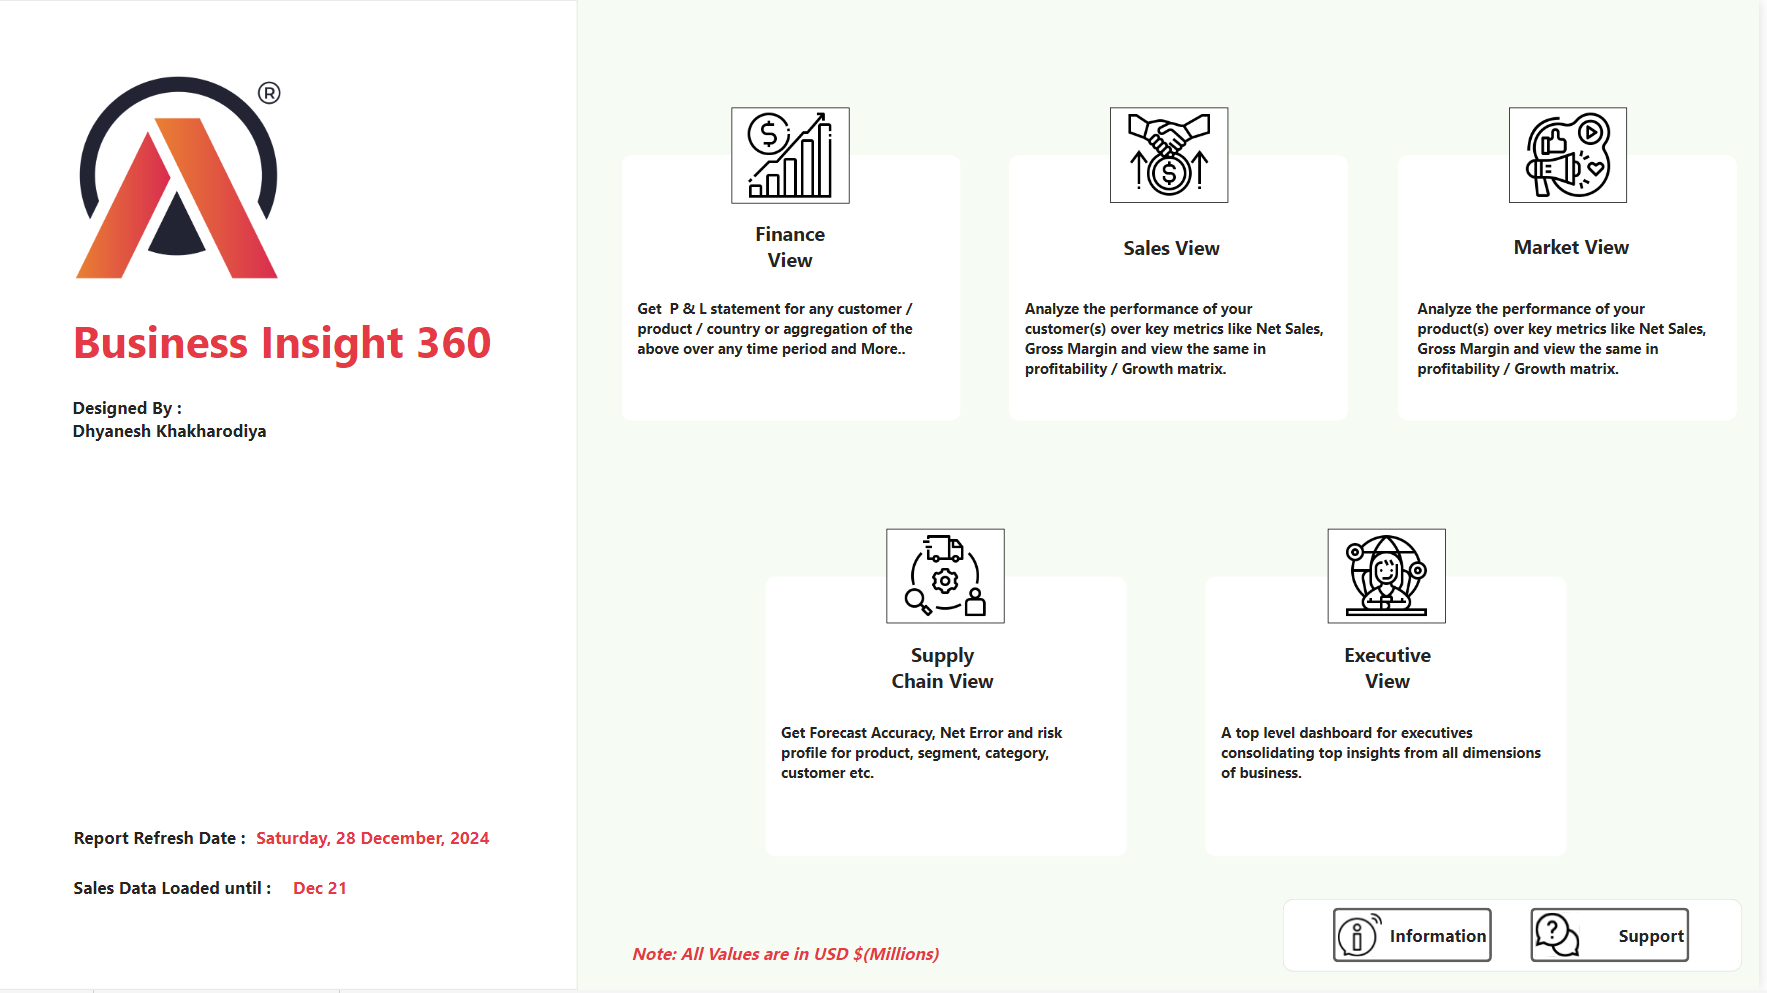 ®
Business Insight 360
Designed By :
Dhyanesh Khakharodiya
Report Refresh Date : Saturday, 28 December, 2024
Sales Data Loaded until : Dec 21
Finance
View
Get  P & L statement for any customer /
product / country or aggregation of the
above over any time period and More..
Sales View
Analyze the performance of your
customer(s) over key metrics like Net Sales,
Gross Margin and view the same in
profitability / Growth matrix.
Market View
Analyze the performance of your
product(s) over key metrics like Net Sales,
Gross Margin and view the same in
profitability / Growth matrix.
Supply
Chain View
Get Forecast Accuracy, Net Error and risk
profile for product, segment, category,
customer etc.
Executive
View
A top level dashboard for executives
consolidating top insights from all dimensions
of business.
Note: All Values are in USD $(Millions)
Information
Support